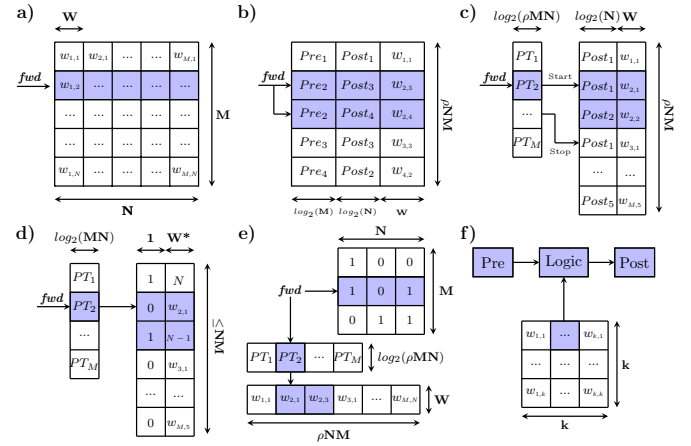 a)
W
w1,1 w2,1 ... ... wM,1
fwd
w1,2 ... ... ... ...
... ... ... ... ...
... ... ... ... ...
w1,N ... ... ... wM,N
M
N
b)
Pre1 Post1 w1,1
fwd
Pre2 Post3 w2,3
Pre2 Post4 w2,4
Pre3 Post3 w3,3
Pre4 Post2 w4,2
ρNM
log2(M) log2(N) W
c)
log2(ρMN) log2(N) W
PT1 Post1 w1,1
fwd
PT2 Start Post1 w2,1
... Post2 w2,2
PTM Stop Post1 w3,1
... ...
Post5 wM,5
ρNM
d)
log2(MN) 1 W*
PT1 1 N
fwd
PT2 0 w2,1
... 1 N − 1
PTM 0 w3,1
... ...
0 wM,5
≤NM
e)
N
1 0 0
fwd
1 0 1
0 1 1
M
PT1 PT2 ... PTM
log2(ρMN)
w1,1 w2,1 w2,3 w3,1 ... wM,N
W
ρNM
f)
Pre Logic Post
w1,1 ... wk,1
... ... ...
w1,k ... wk,k
k
k